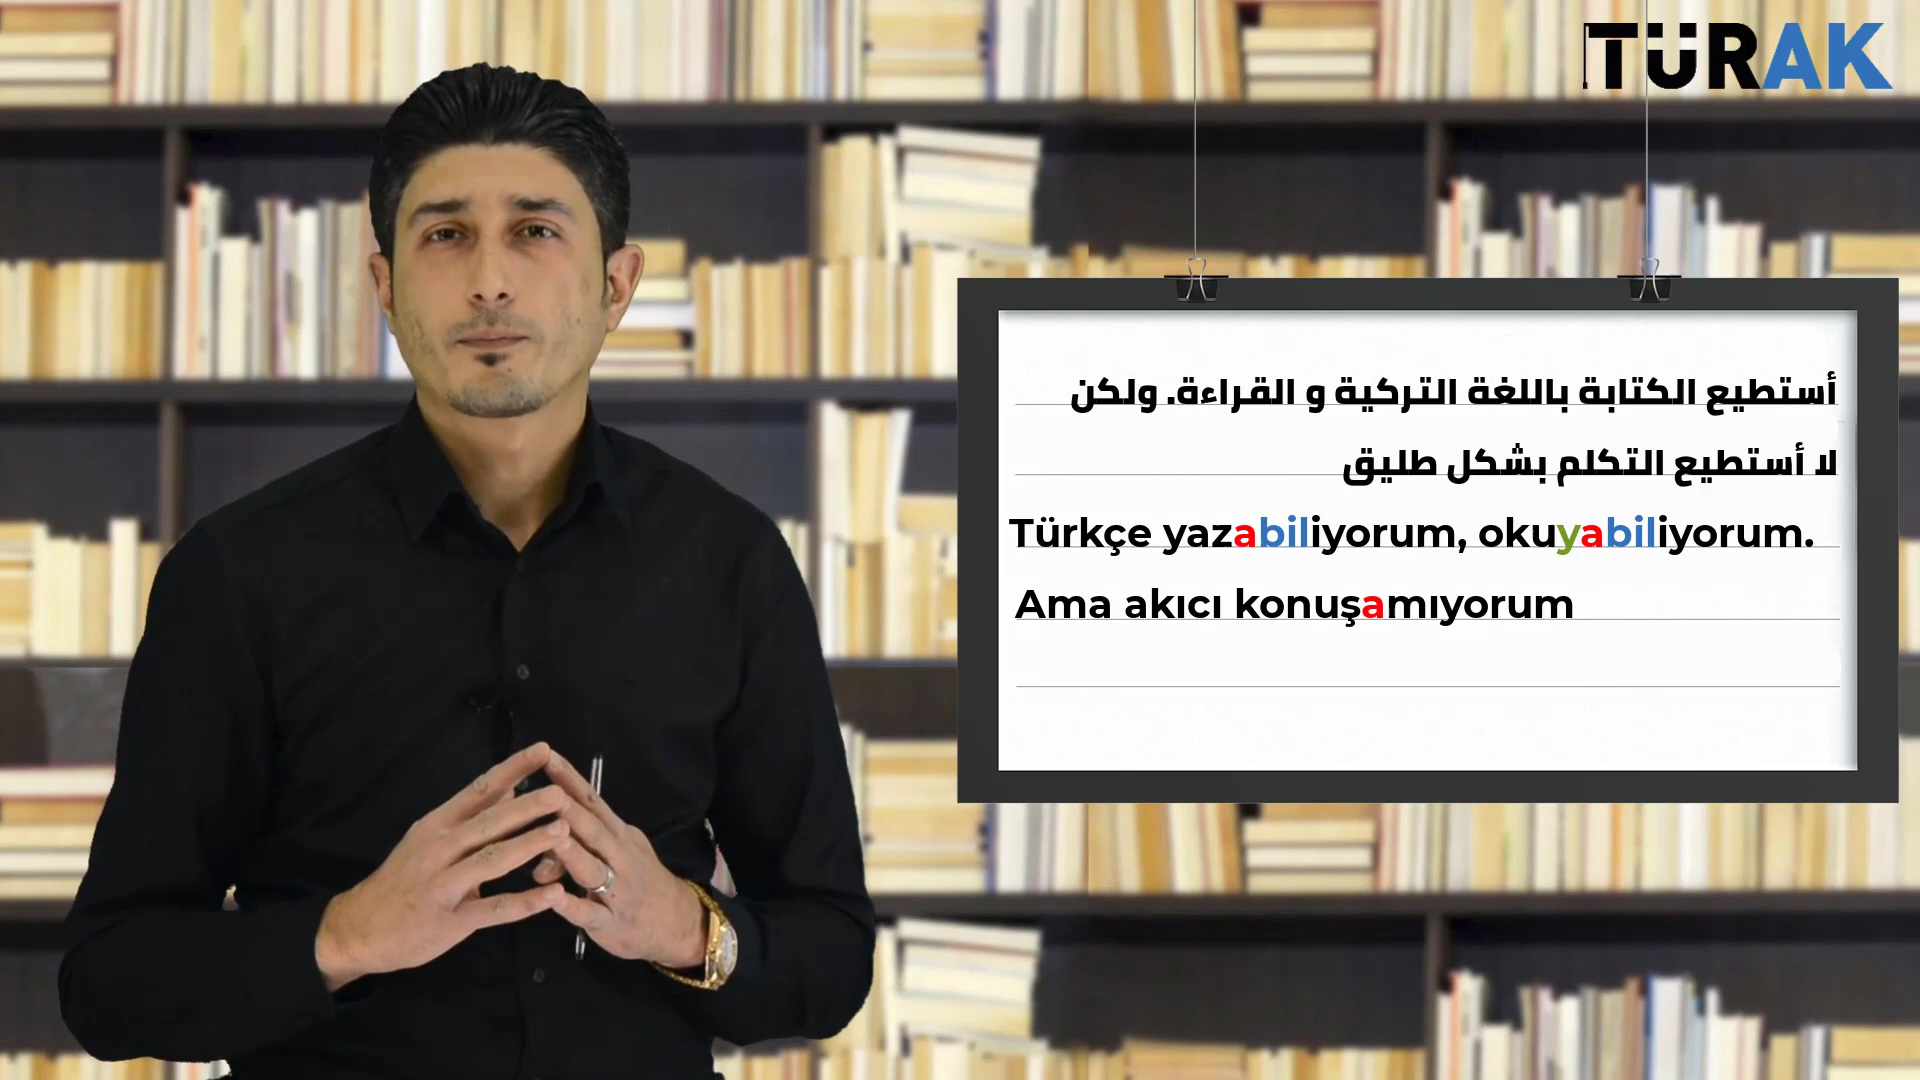 TÜRAK
أستطيع الكتابة باللغة التركية و القراءة. ولكن
لا أستطيع التكلم بشكل طليق
Türkçe yazabiliyorum, okuyabiliyorum.
Ama akıcı konuşamıyorum